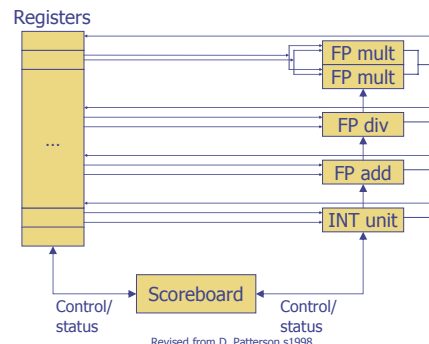 Registers
FP mult
FP mult
FP div
...
FP add
INT unit
Scoreboard
Control/
status
Control/
status
Revised from D. Patterson s1998